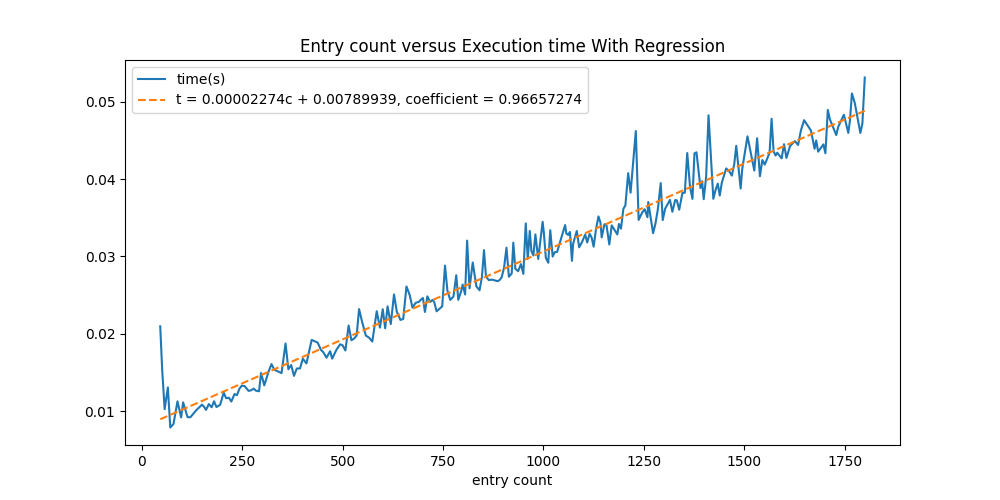 Entry count versus Execution time With Regression
time(s)
t = 0.00002274c + 0.00789939, coefficient = 0.96657274
0.05
0.04
0.03
0.02
0.01
0 250 500 750 1000 1250 1500 1750
entry count